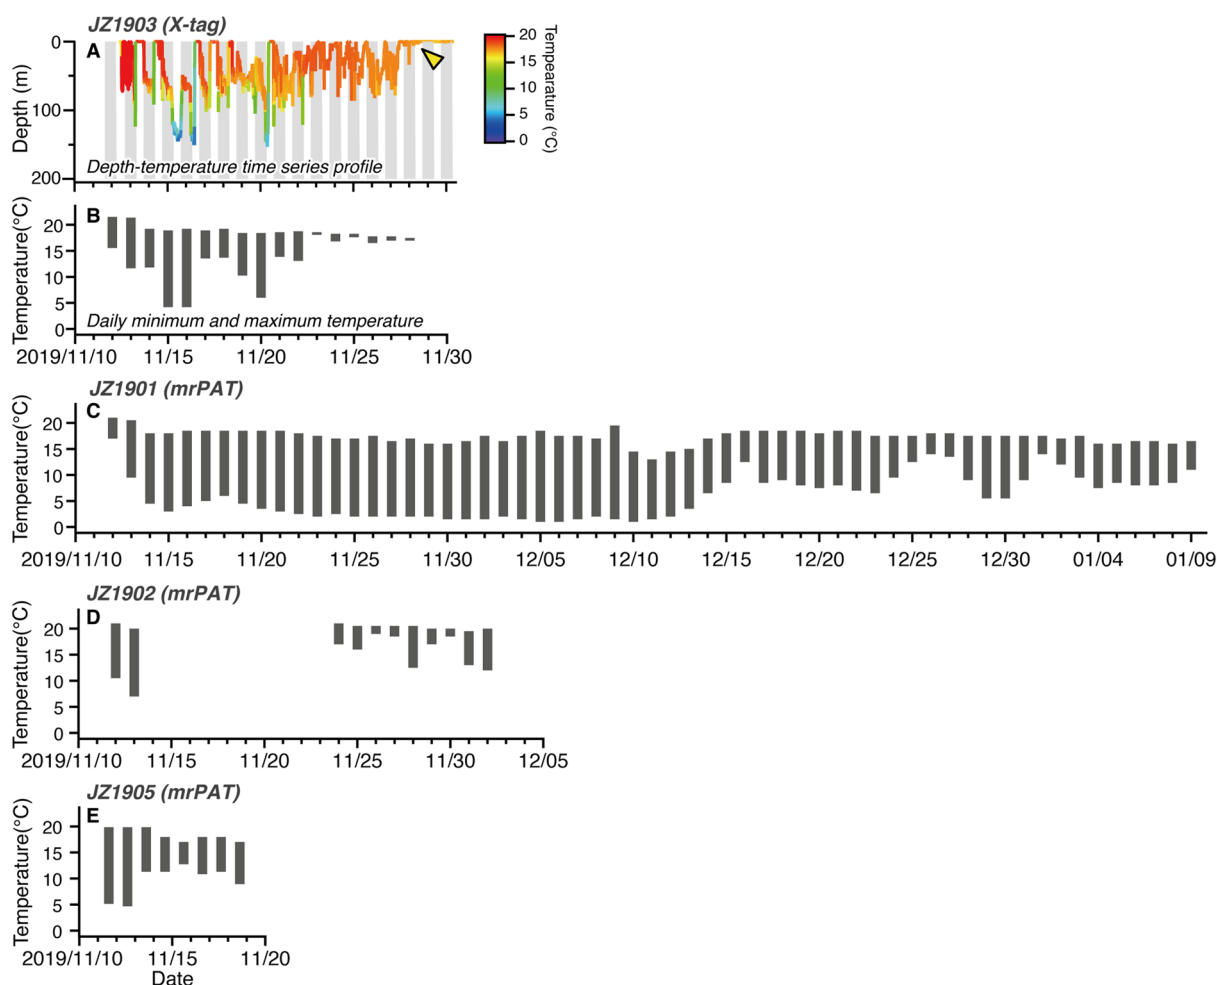 JZ1903 (X-tag)
A
Depth (m)
0
100
200
Depth-temperature time series profile
20
15
10
5
0
Tempearature (°C)
B
Temperature(°C)
20
15
10
5
0
Daily minimum and maximum temperature
2019/11/10 11/15 11/20 11/25 11/30
JZ1901 (mrPAT)
C
Temperature(°C)
20
15
10
5
0
2019/11/10 11/15 11/20 11/25 11/30 12/05 12/10 12/15 12/20 12/25 12/30 01/04 01/09
JZ1902 (mrPAT)
D
Temperature(°C)
20
15
10
5
0
2019/11/10 11/15 11/20 11/25 11/30 12/05
JZ1905 (mrPAT)
E
Temperature(°C)
20
15
10
5
0
2019/11/10 11/15 11/20
Date